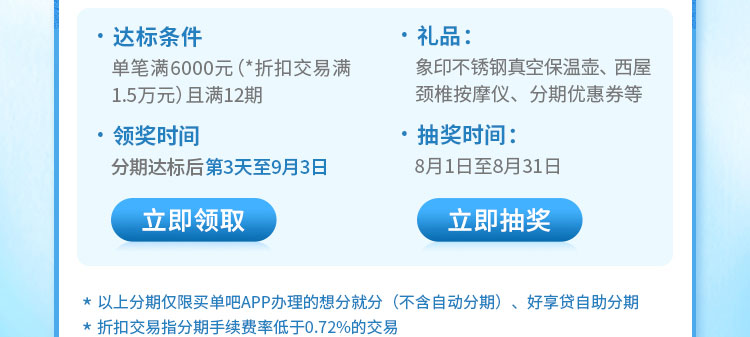 · 达标条件
单笔满6000元（*折扣交易满
1.5万元）且满12期
· 领奖时间
分期达标后第3天至9月3日
立即领取
· 礼品：
象印不锈钢真空保温壶、西屋
颈椎按摩仪、分期优惠券等
· 抽奖时间：
8月1日至8月31日
立即抽奖
* 以上分期仅限买单吧APP办理的想分就分（不含自动分期）、好享贷自助分期
* 折扣交易指分期手续费率低于0.72%的交易